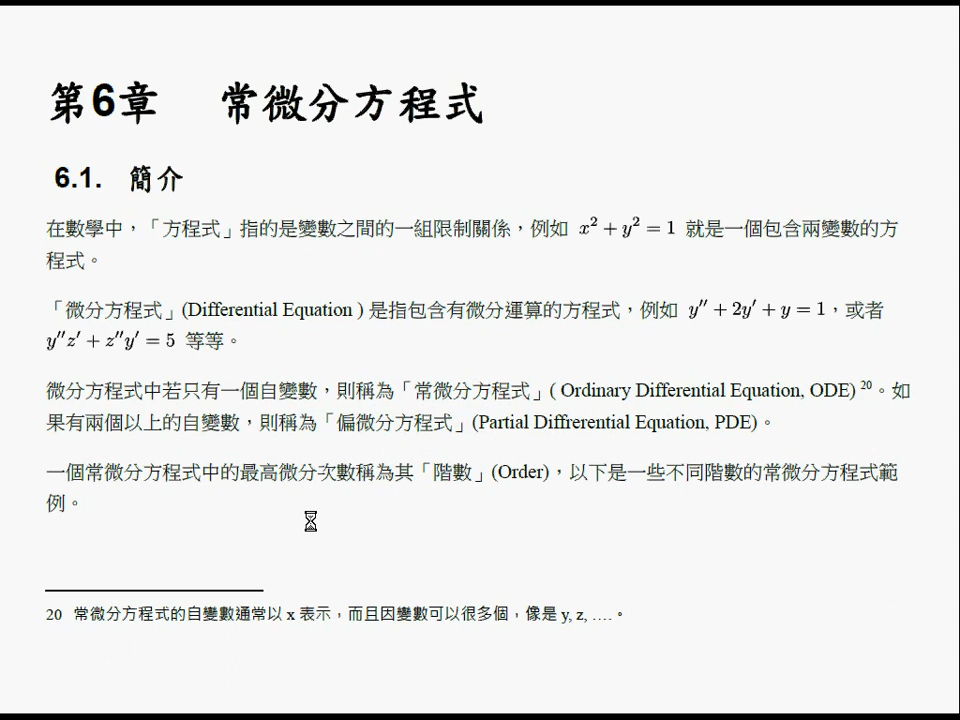 第6章 常微分方程式
6.1. 簡介
在數學中，「方程式」指的是變數之間的一組限制關係，例如 x² + y² = 1 就是一個包含兩變數的方
程式。
「微分方程式」(Differential Equation ) 是指包含有微分運算的方程式，例如 y″ + 2y′ + y = 1，或者
y″z′ + z″y′ = 5 等等。
微分方程式中若只有一個自變數，則稱為「常微分方程式」( Ordinary Differential Equation, ODE) ²⁰。如
果有兩個以上的自變數，則稱為「偏微分方程式」(Partial Diffrerential Equation, PDE)。
一個常微分方程式中的最高微分次數稱為其「階數」(Order)，以下是一些不同階數的常微分方程式範
例。
20 常微分方程式的自變數通常以 x 表示，而且因變數可以很多個，像是 y, z, ….。